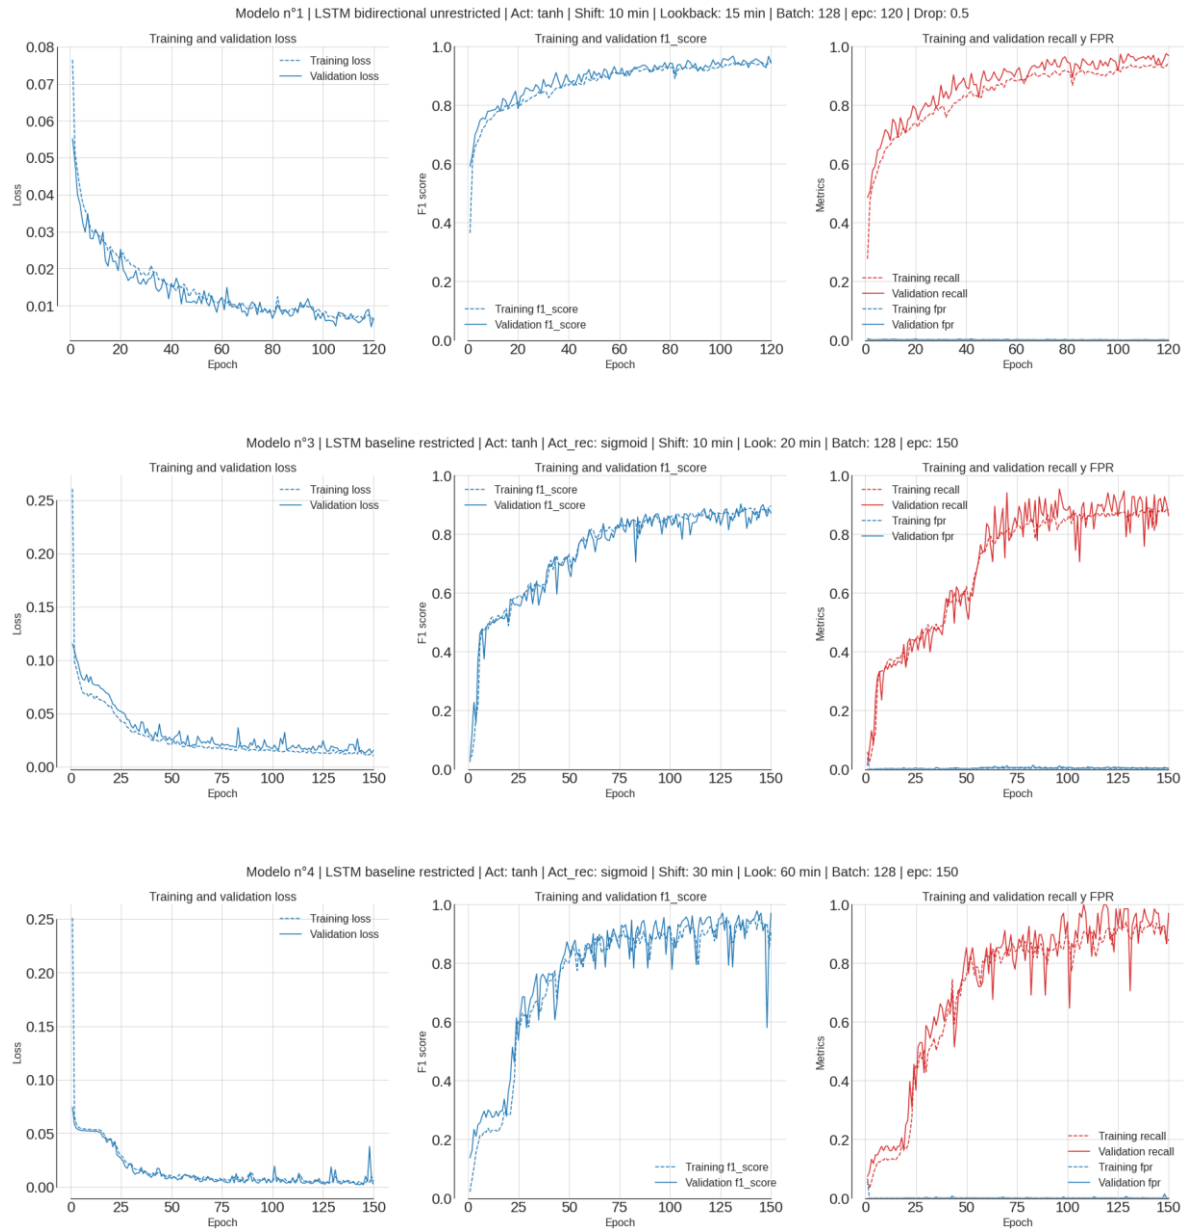 Modelo n°1 | LSTM bidirectional unrestricted | Act: tanh | Shift: 10 min | Lookback: 15 min | Batch: 128 | epc: 120 | Drop: 0.5
Training and validation loss
0.08
0.07
0.06
0.05
0.04
0.03
0.02
0.01
Loss
Training loss
Validation loss
0 20 40 60 80 100 120
Epoch
Training and validation f1_score
1.0
0.8
0.6
0.4
0.2
0.0
F1 score
Training f1_score
Validation f1_score
0 20 40 60 80 100 120
Epoch
Training and validation recall y FPR
1.0
0.8
0.6
0.4
0.2
0.0
Metrics
Training recall
Validation recall
Training fpr
Validation fpr
0 20 40 60 80 100 120
Epoch
Modelo n°3 | LSTM baseline restricted | Act: tanh | Act_rec: sigmoid | Shift: 10 min | Look: 20 min | Batch: 128 | epc: 150
Training and validation loss
0.25
0.20
0.15
0.10
0.05
0.00
Loss
Training loss
Validation loss
0 25 50 75 100 125 150
Epoch
Training and validation f1_score
1.0
0.8
0.6
0.4
0.2
0.0
F1 score
Training f1_score
Validation f1_score
0 25 50 75 100 125 150
Epoch
Training and validation recall y FPR
1.0
0.8
0.6
0.4
0.2
0.0
Metrics
Training recall
Validation recall
Training fpr
Validation fpr
0 25 50 75 100 125 150
Epoch
Modelo n°4 | LSTM baseline restricted | Act: tanh | Act_rec: sigmoid | Shift: 30 min | Look: 60 min | Batch: 128 | epc: 150
Training and validation loss
0.25
0.20
0.15
0.10
0.05
0.00
Loss
Training loss
Validation loss
0 25 50 75 100 125 150
Epoch
Training and validation f1_score
1.0
0.8
0.6
0.4
0.2
0.0
F1 score
Training f1_score
Validation f1_score
0 25 50 75 100 125 150
Epoch
Training and validation recall y FPR
1.0
0.8
0.6
0.4
0.2
0.0
Metrics
Training recall
Validation recall
Training fpr
Validation fpr
0 25 50 75 100 125 150
Epoch